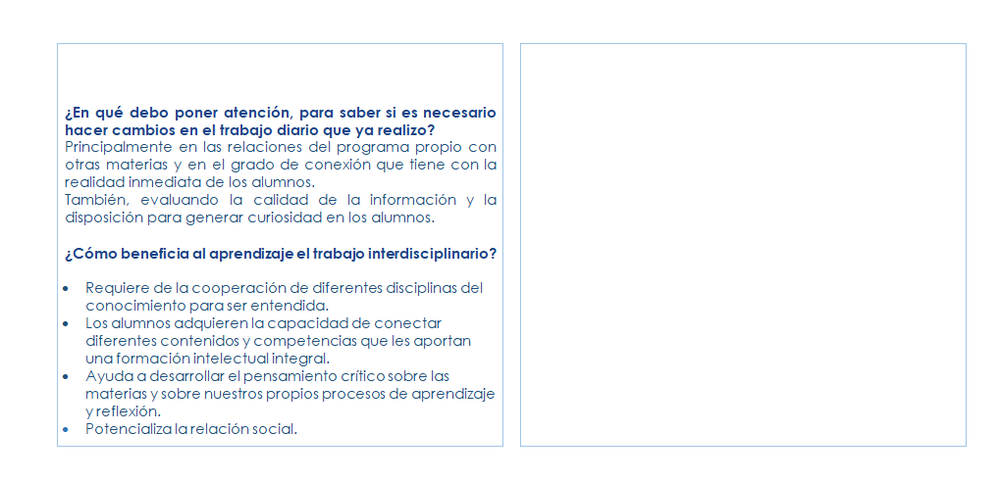 ¿En qué debo poner atención, para saber si es necesario
hacer cambios en el trabajo diario que ya realizo?
Principalmente en las relaciones del programa propio con
otras materias y en el grado de conexión que tiene con la
realidad inmediata de los alumnos.
También, evaluando la calidad de la información y la
disposición para generar curiosidad en los alumnos.
¿Cómo beneficia al aprendizaje el trabajo interdisciplinario?
• Requiere de la cooperación de diferentes disciplinas del
conocimiento para ser entendida.
• Los alumnos adquieren la capacidad de conectar
diferentes contenidos y competencias que les aportan
una formación intelectual integral.
• Ayuda a desarrollar el pensamiento crítico sobre las
materias y sobre nuestros propios procesos de aprendizaje
y reflexión.
• Potencializa la relación social.